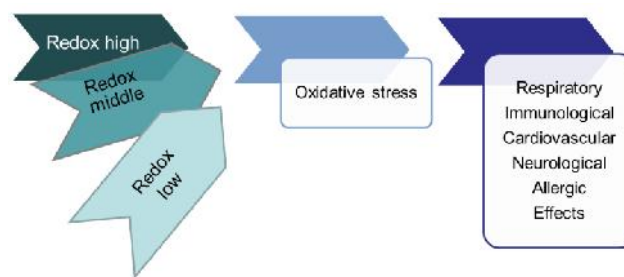 Redox high
Redox
middle
Redox
low
Oxidative stress
Respiratory
Immunological
Cardiovascular
Neurological
Allergic
Effects